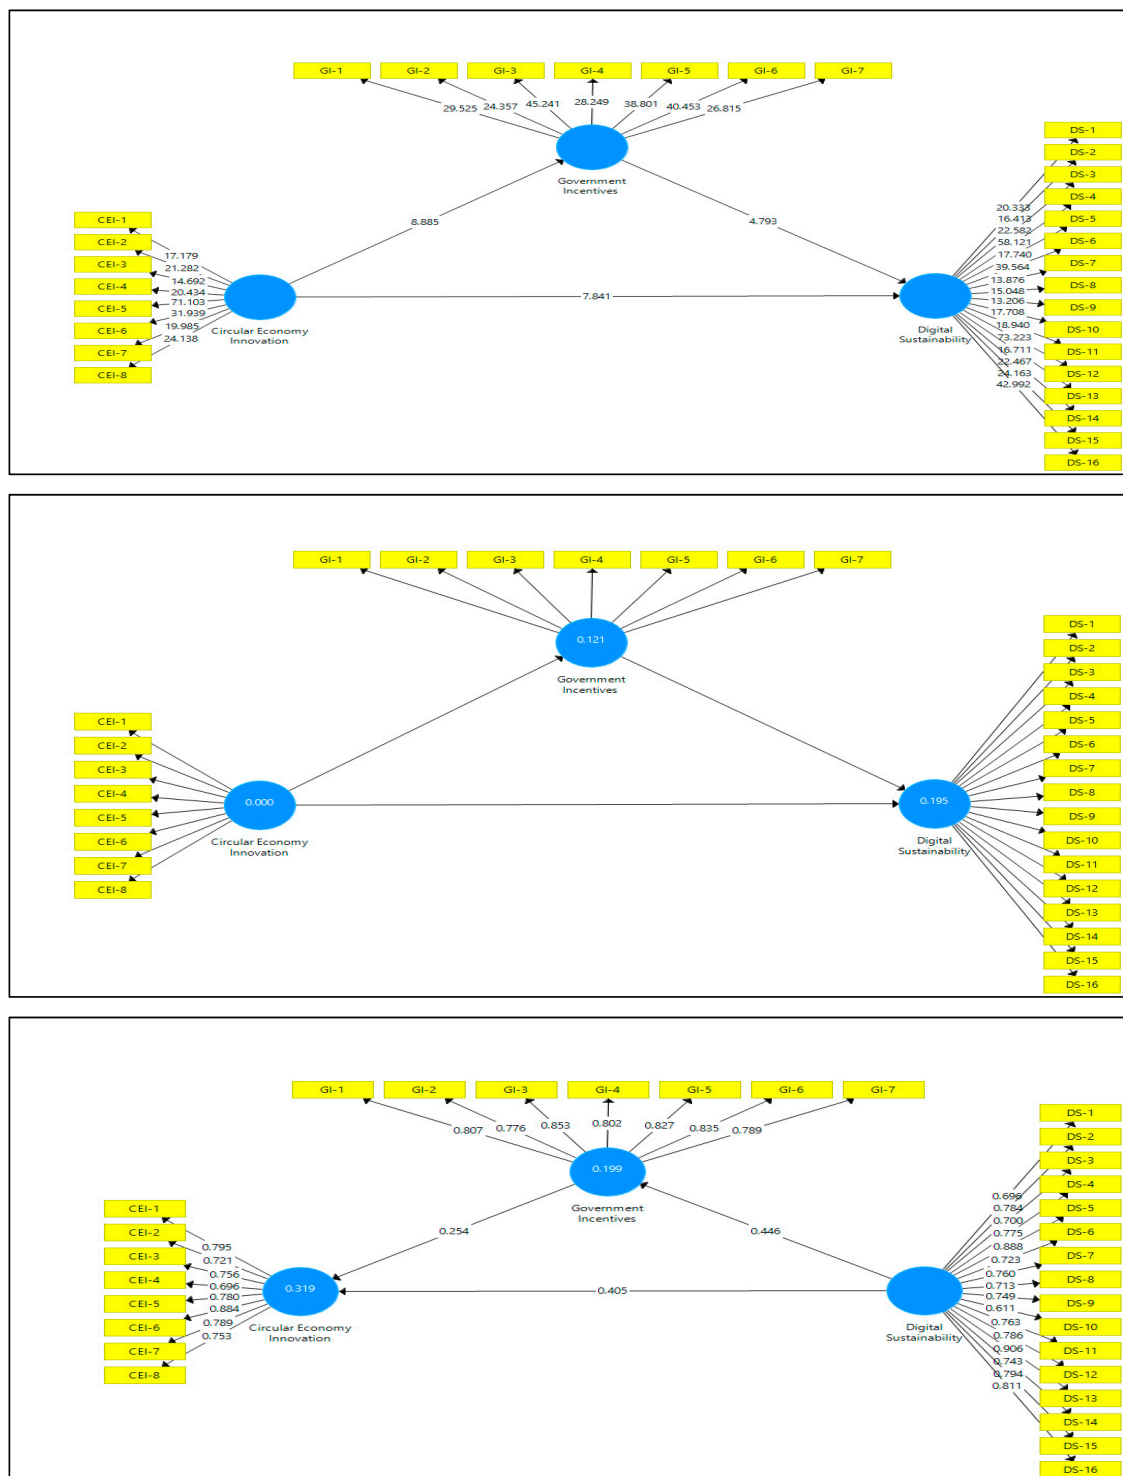 GI-1 GI-2 GI-3 GI-4 GI-5 GI-6 GI-7
29.525 24.357 45.241 28.249 38.801 40.453 26.815
Government
Incentives
8.885
4.793
7.841
CEI-1
CEI-2
CEI-3
CEI-4
CEI-5
CEI-6
CEI-7
CEI-8
17.179
21.282
14.692
20.434
71.103
31.939
19.985
24.138
Circular Economy
Innovation
Digital
Sustainability
20.333
16.413
22.582
58.121
17.740
39.564
13.876
15.048
13.206
17.708
18.940
73.223
16.711
22.467
24.163
42.992
DS-1
DS-2
DS-3
DS-4
DS-5
DS-6
DS-7
DS-8
DS-9
DS-10
DS-11
DS-12
DS-13
DS-14
DS-15
DS-16
GI-1 GI-2 GI-3 GI-4 GI-5 GI-6 GI-7
0.121
Government
Incentives
CEI-1
CEI-2
CEI-3
CEI-4
CEI-5
CEI-6
CEI-7
CEI-8
0.000
Circular Economy
Innovation
0.195
Digital
Sustainability
DS-1
DS-2
DS-3
DS-4
DS-5
DS-6
DS-7
DS-8
DS-9
DS-10
DS-11
DS-12
DS-13
DS-14
DS-15
DS-16
GI-1 GI-2 GI-3 GI-4 GI-5 GI-6 GI-7
0.807 0.776 0.853 0.802 0.827 0.835 0.789
0.199
Government
Incentives
0.254
0.446
0.405
CEI-1
CEI-2
CEI-3
CEI-4
CEI-5
CEI-6
CEI-7
CEI-8
0.795
0.721
0.756
0.696
0.780
0.884
0.789
0.753
0.319
Circular Economy
Innovation
Digital
Sustainability
0.696
0.784
0.700
0.775
0.888
0.723
0.760
0.713
0.749
0.611
0.763
0.786
0.906
0.743
0.794
0.811
DS-1
DS-2
DS-3
DS-4
DS-5
DS-6
DS-7
DS-8
DS-9
DS-10
DS-11
DS-12
DS-13
DS-14
DS-15
DS-16